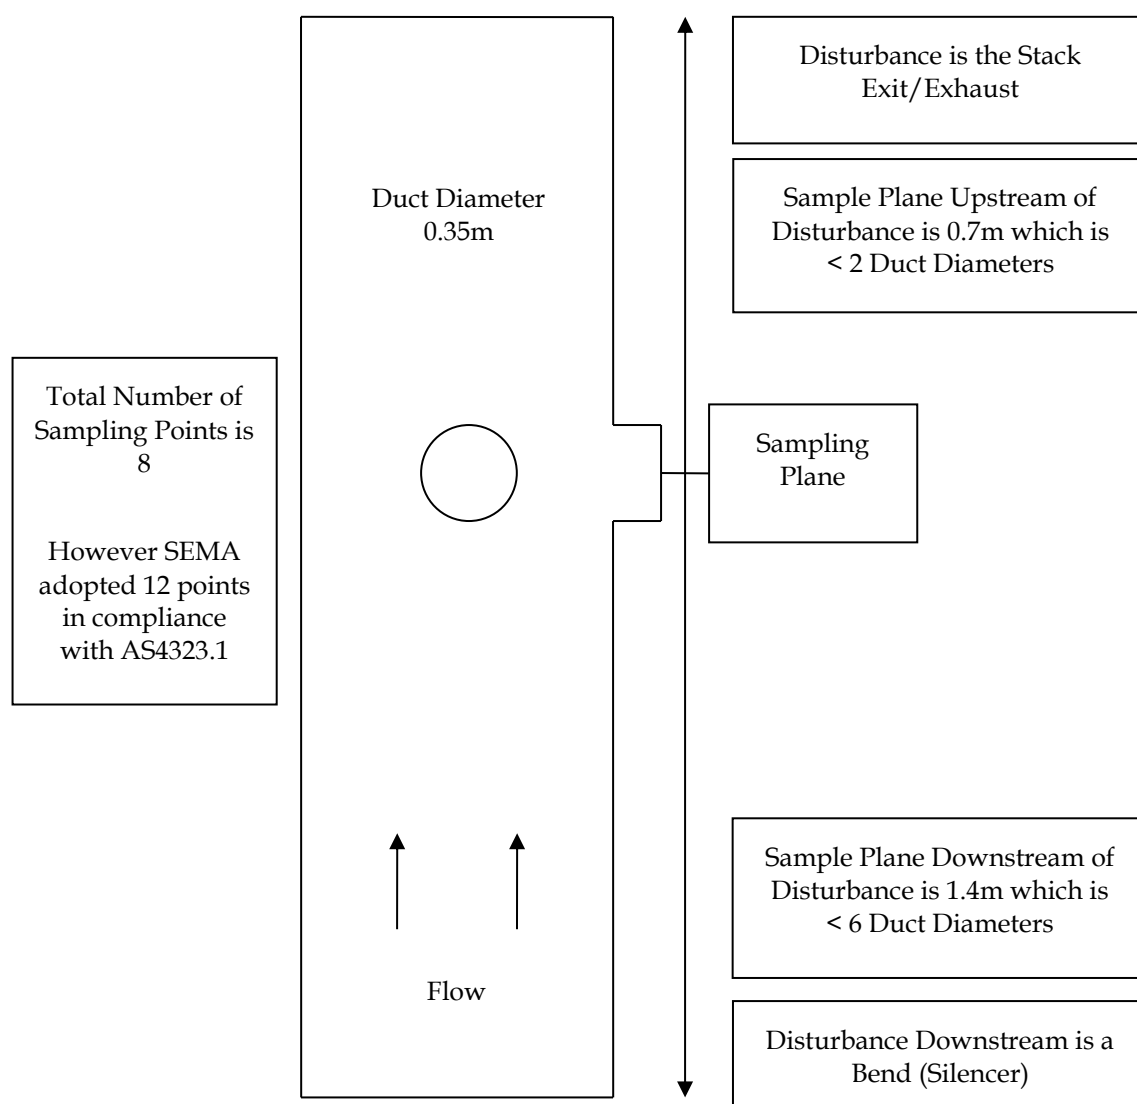 Disturbance is the Stack
Exit/Exhaust
Duct Diameter
0.35m
Sample Plane Upstream of
Disturbance is 0.7m which is
< 2 Duct Diameters
Total Number of
Sampling Points is
8
However SEMA
adopted 12 points
in compliance
with AS4323.1
Sampling
Plane
Sample Plane Downstream of
Disturbance is 1.4m which is
< 6 Duct Diameters
Flow
Disturbance Downstream is a
Bend (Silencer)